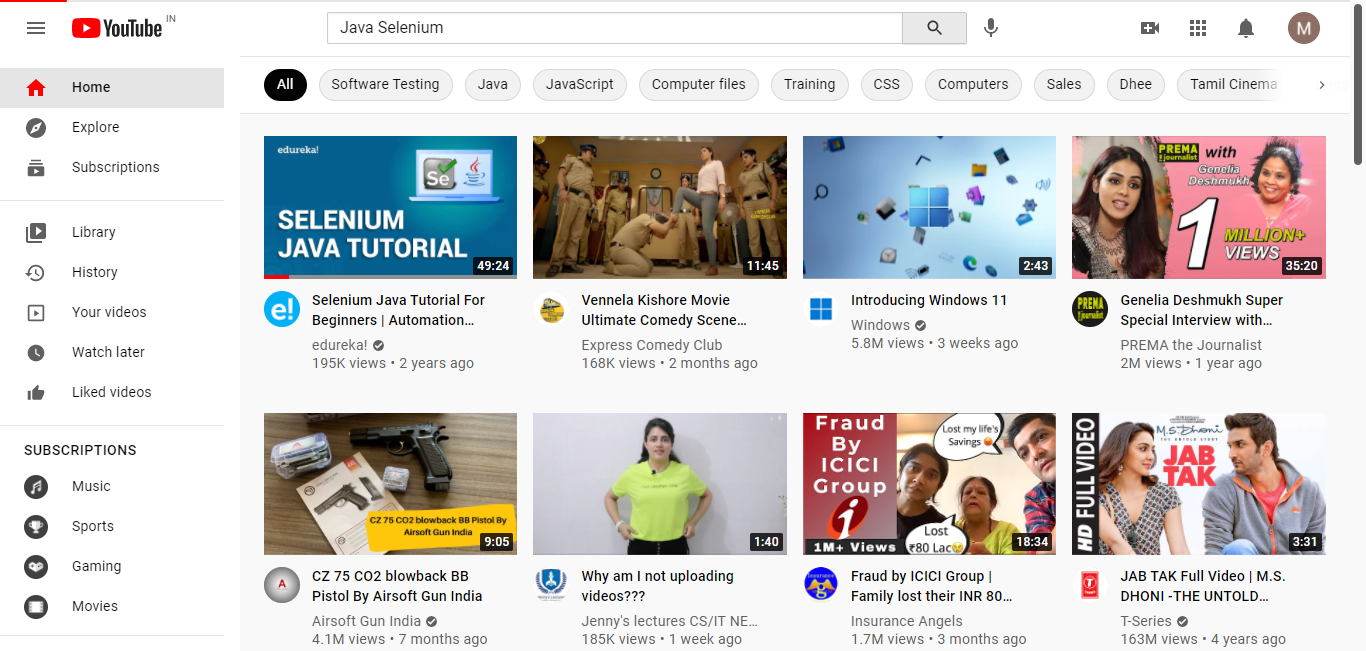 YouTube IN
Java Selenium
M
Home
Explore
Subscriptions
Library
History
Your videos
Watch later
Liked videos
SUBSCRIPTIONS
Music
Sports
Gaming
Movies
All
Software Testing
Java
JavaScript
Computer files
Training
CSS
Computers
Sales
Dhee
Tamil Cinema
edureka!
Se
SELENIUM
JAVA TUTORIAL
49:24
e!
Selenium Java Tutorial For
Beginners | Automation…
edureka!
195K views • 2 years ago
11:45
Vennela Kishore Movie
Ultimate Comedy Scene…
Express Comedy Club
168K views • 2 months ago
2:43
Introducing Windows 11
Windows
5.8M views • 3 weeks ago
PREMA with
the journalist
Genelia
Deshmukh
1 MILLION+
VIEWS
35:20
PREMA
the journalist
Genelia Deshmukh Super
Special Interview with…
PREMA the Journalist
2M views • 1 year ago
CZ 75 CO2 blowback BB Pistol By
Airsoft Gun India
9:05
A
CZ 75 CO2 blowback BB
Pistol By Airsoft Gun India
Airsoft Gun India
4.1M views • 7 months ago
1:40
Why am I not uploading
videos???
Jenny's lectures CS/IT NE…
185K views • 1 week ago
Fraud
By
ICICI
Group
i
1M+ Views
Lost my life's
Savings
Lost
₹80 Lac
18:34
Insurance
Fraud by ICICI Group |
Family lost their INR 80…
Insurance Angels
1.7M views • 3 months ago
HD FULL VIDEO
M.S. Dhoni
THE UNTOLD STORY
JAB
TAK
3:31
JAB TAK Full Video | M.S.
DHONI -THE UNTOLD…
T-Series
163M views • 4 years ago